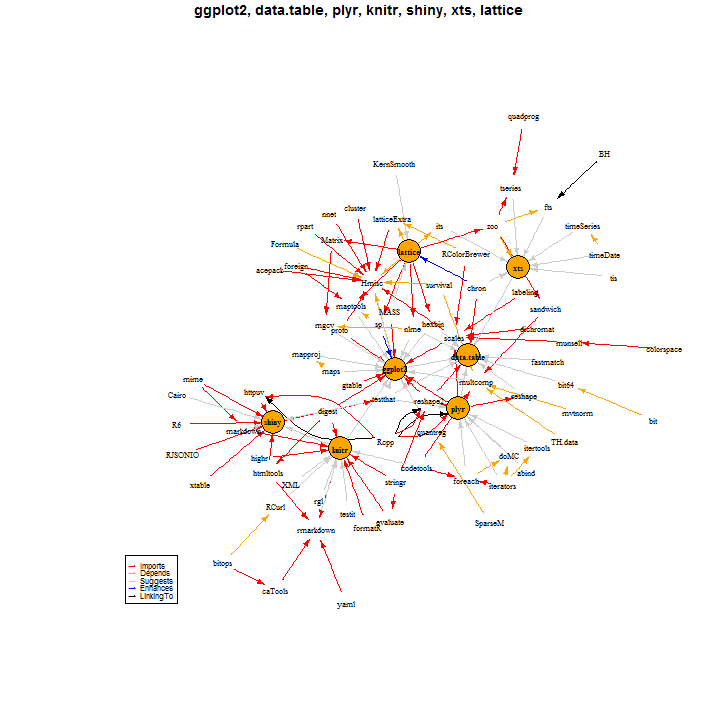 ggplot2, data.table, plyr, knitr, shiny, xts, lattice
quadprog
BH
KernSmooth
tseries
cluster
nnet
latticeExtra
its
zoo
fts
timeSeries
rpart
Matrix
Formula
lattice
RColorBrewer
timeDate
foreign
acepack
xts
tis
Hmisc
survival
chron
labeling
maptools
MASS
sandwich
mgcv
proto
sp
nlme
hexbin
scales
dichromat
munsell
colorspace
mapproj
data.table
maps
ggplot2
fastmatch
mime
gtable
multcomp
bit64
Cairo
httpuv
testthat
reshape2
reshape
R6
shiny
digest
plyr
mvtnorm
bit
markdown
quantreg
TH.data
RJSONIO
highr
knitr
Rcpp
itertools
doMC
htmltools
codetools
abind
xtable
XML
stringr
foreach
iterators
RCurl
rgl
testit
formatR
evaluate
SparseM
rmarkdown
bitops
caTools
yaml
Imports
Depends
Suggests
Enhances
LinkingTo